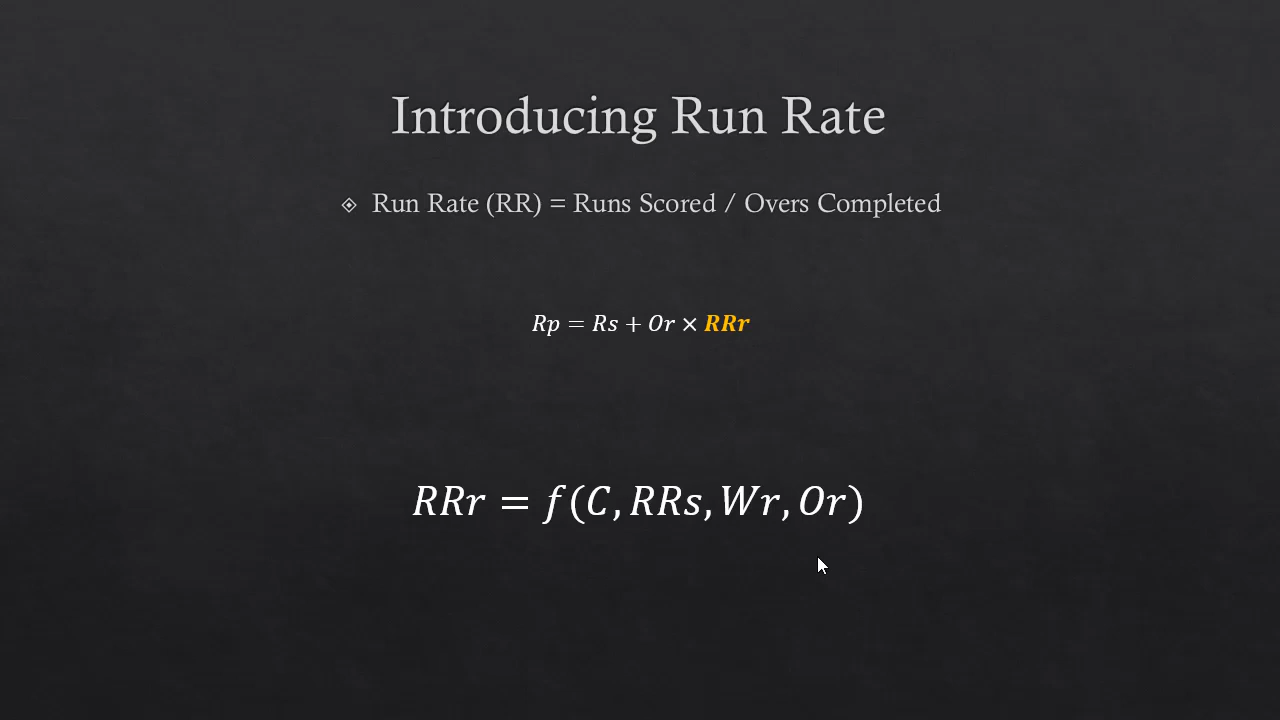 Introducing Run Rate
Run Rate (RR) = Runs Scored / Overs Completed
Rp = Rs + Or × RRr
RRr = f(C, RRs, Wr, Or)